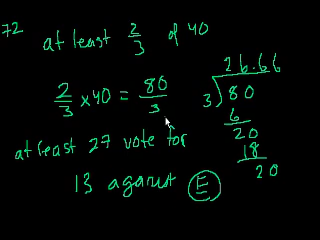 72
at least 2/3 of 40
2/3 x 40 = 80/3
26.66
3 80
6
20
18
20
at least 27 vote for
13 against E